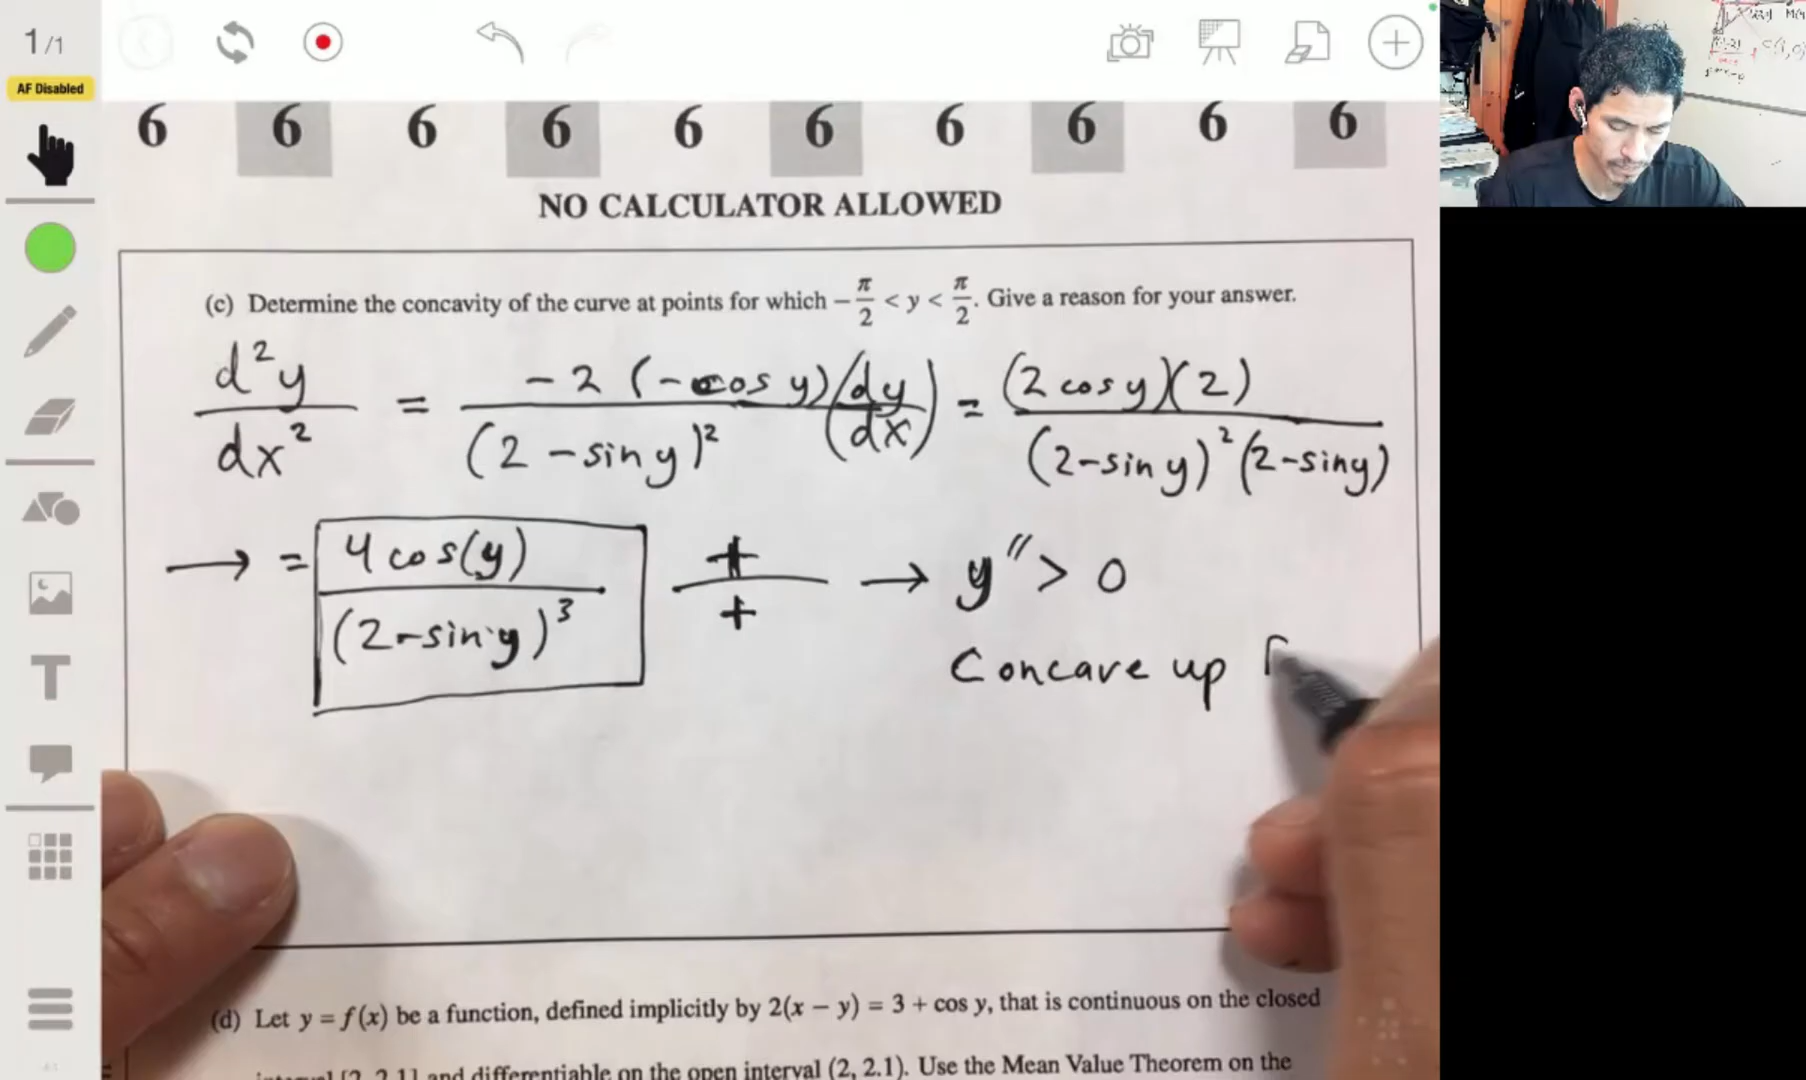 1/1
AF Disabled
6 6 6 6 6 6 6 6 6 6
NO CALCULATOR ALLOWED
(c) Determine the concavity of the curve at points for which −π/2 < y < π/2. Give a reason for your answer.
d²y/dx² = −2(−cos y)(dy/dx)/(2−sin y)² = (2 cos y)(2)/(2−sin y)²(2−sin y)
→ = 4 cos(y)/(2−sin y)³ +/+ → y″ > 0
Concave up
T
(d) Let y = f(x) be a function, defined implicitly by 2(x − y) = 3 + cos y, that is continuous on the closed
interval [2, 2.1] and differentiable on the open interval (2, 2.1). Use the Mean Value Theorem on the